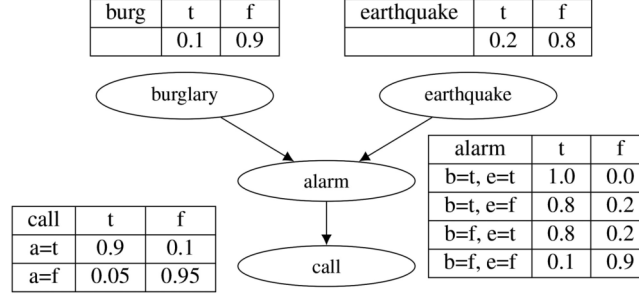 burg t f
0.1 0.9
earthquake t f
0.2 0.8
burglary
earthquake
alarm
call
alarm t f
b=t, e=t 1.0 0.0
b=t, e=f 0.8 0.2
b=f, e=t 0.8 0.2
b=f, e=f 0.1 0.9
call t f
a=t 0.9 0.1
a=f 0.05 0.95